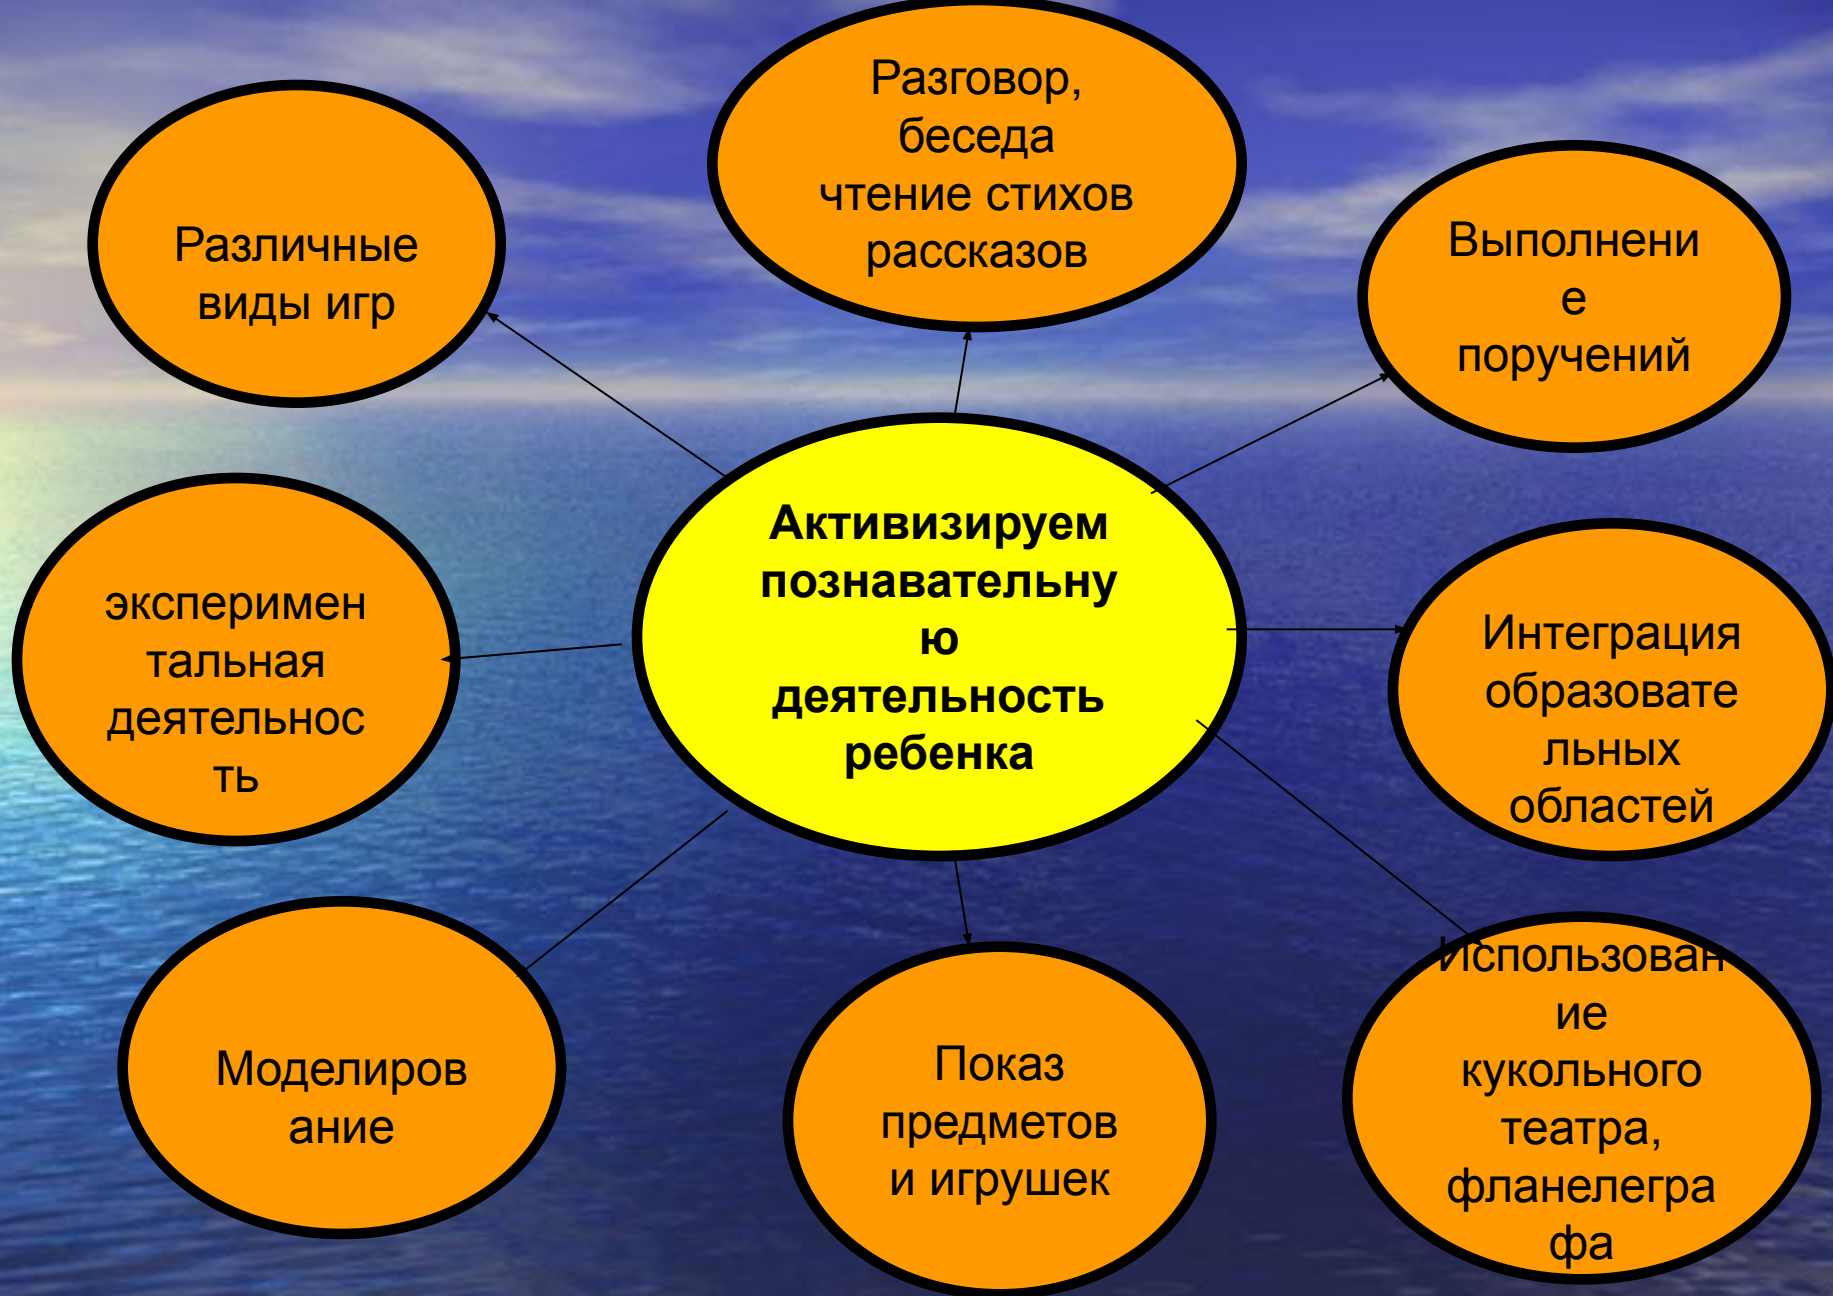 Разговор,
беседа
чтение стихов
рассказов
Различные
виды игр
Выполнени
е
поручений
Активизируем
познавательну
ю
деятельность
ребенка
эксперимен
тальная
деятельнос
ть
Интеграция
образовате
льных
областей
Моделиров
ание
Показ
предметов
и игрушек
Использован
ие
кукольного
театра,
фланелегра
фа